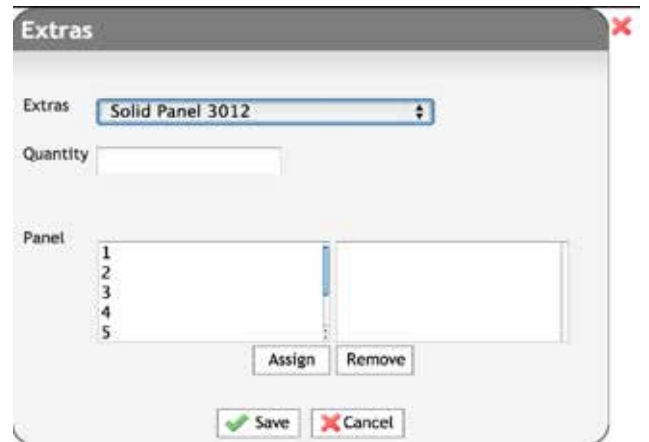 Extras
Extras Solid Panel 3012
Quantity
Panel
1
2
3
4
5
Assign Remove
Save Cancel